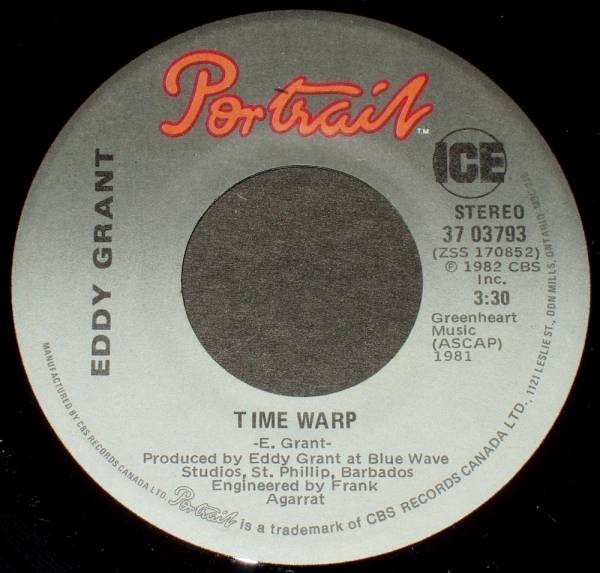 Portrait
T.M.
ICE
EDDY GRANT
STEREO
37 03793
(ZSS 170852)
℗ 1982 CBS
Inc.
3:30
Greenheart
Music
(ASCAP)
1981
TIME WARP
-E. Grant-
Produced by Eddy Grant at Blue Wave
Studios, St. Phillip, Barbados
Engineered by Frank
Agarrat
MANUFACTURED BY CBS RECORDS CANADA LTD.
Portrait is a trademark of CBS RECORDS CANADA LTD., 1121 LESLIE ST., DON MILLS, ONTARIO